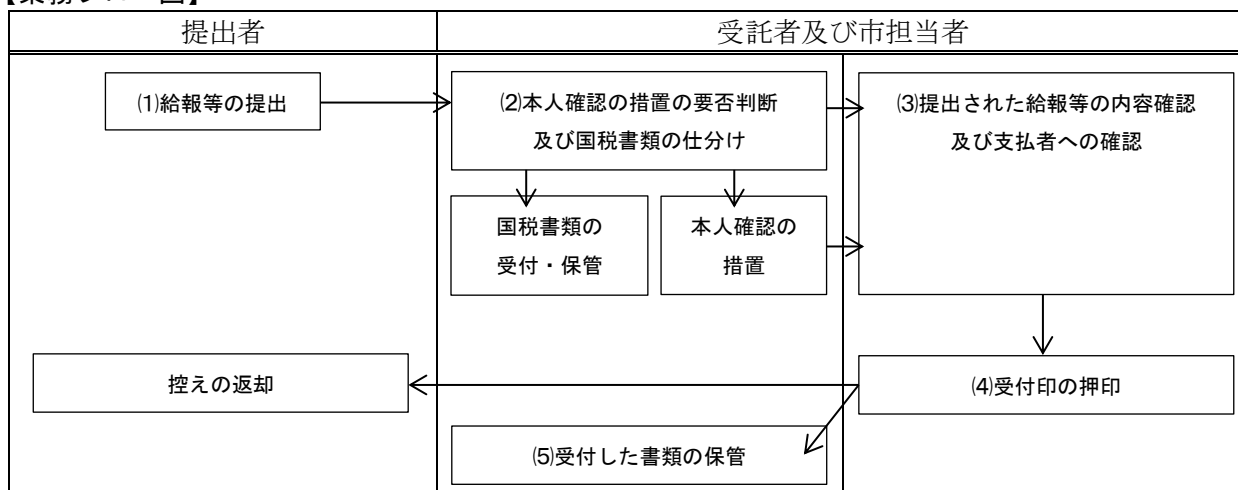 【業務フロー図】
提出者
受託者及び市担当者
⑴給報等の提出
⑵本人確認の措置の要否判断
及び国税書類の仕分け
⑶提出された給報等の内容確認
及び支払者への確認
国税書類の
受付・保管
本人確認の
措置
控えの返却
⑷受付印の押印
⑸受付した書類の保管